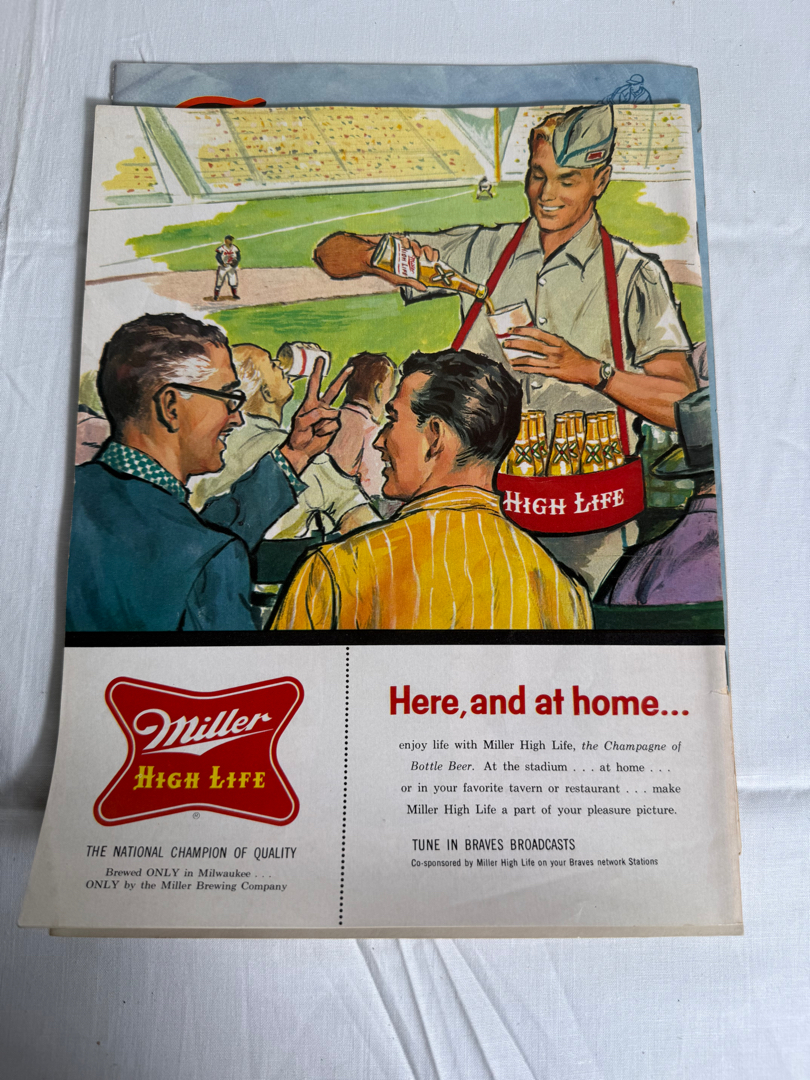 Miller
HIGH LIFE
HIGH LIFE
Miller
HIGH LIFE
®
THE NATIONAL CHAMPION OF QUALITY
Brewed ONLY in Milwaukee . . .
ONLY by the Miller Brewing Company
Here, and at home...
enjoy life with Miller High Life, the Champagne of
Bottle Beer. At the stadium . . . at home . . .
or in your favorite tavern or restaurant . . . make
Miller High Life a part of your pleasure picture.
TUNE IN BRAVES BROADCASTS
Co-sponsored by Miller High Life on your Braves network Stations